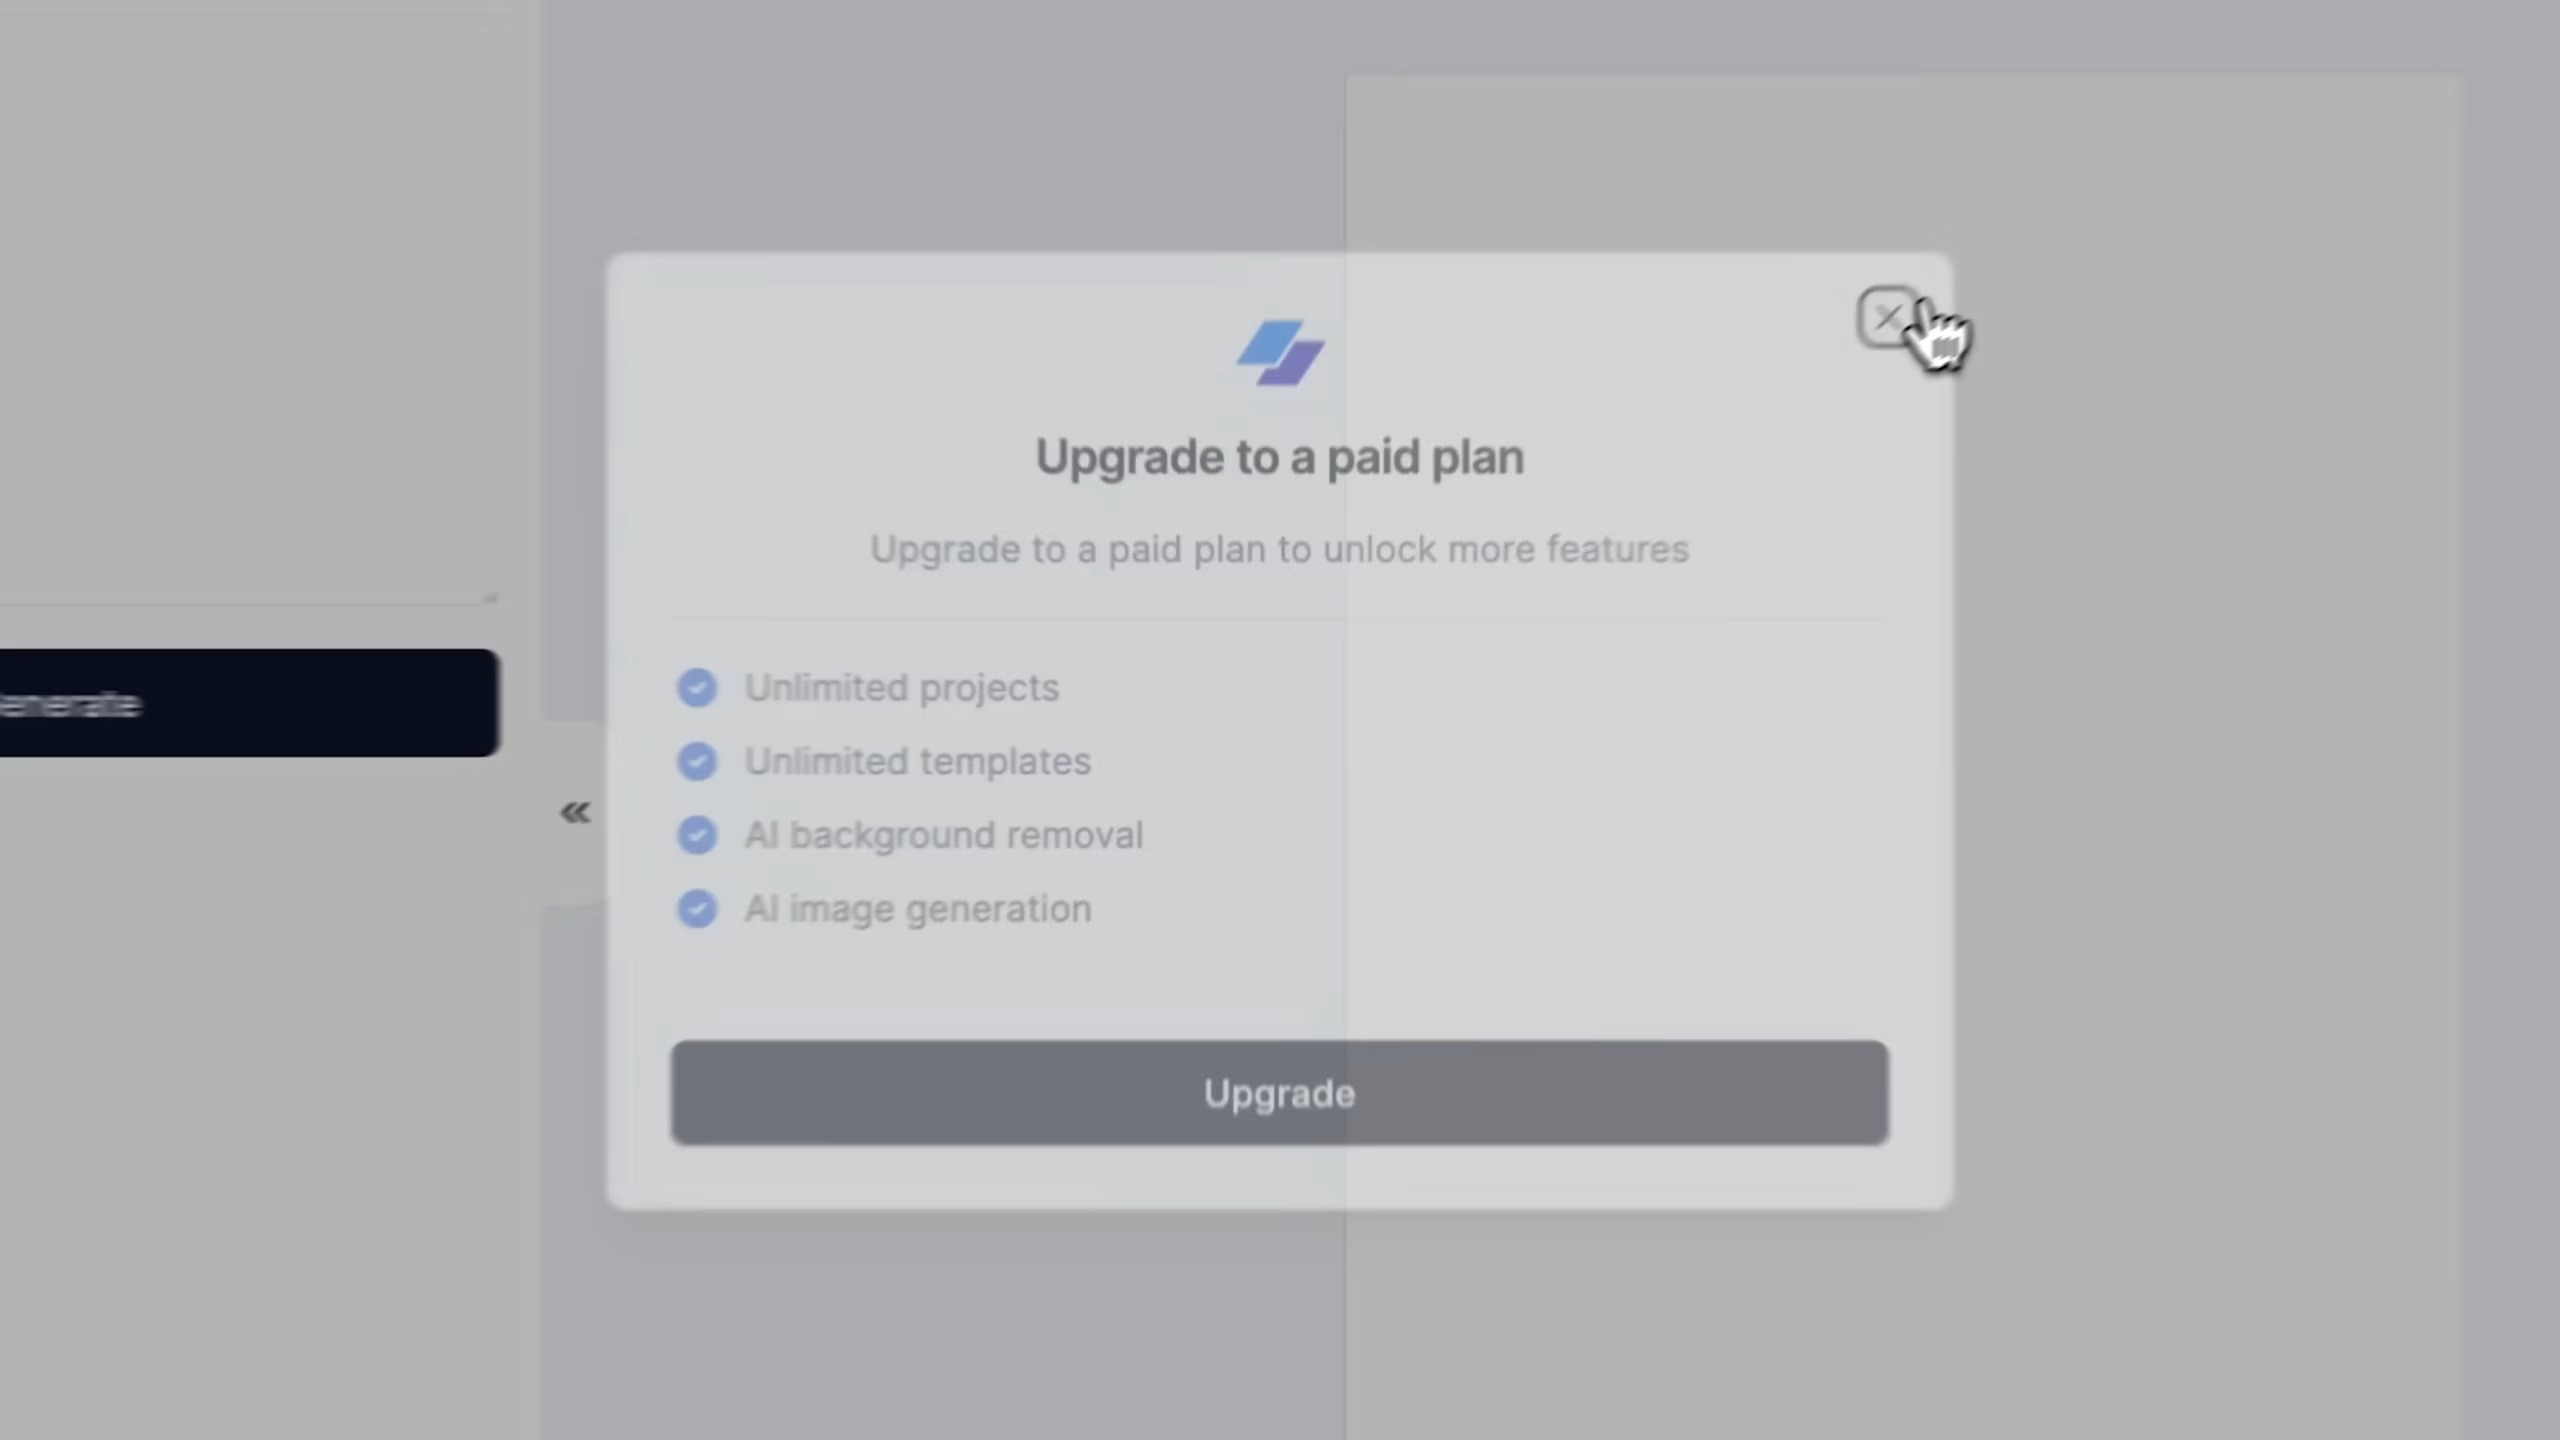 Upgrade to a paid plan
Upgrade to a paid plan to unlock more features
Unlimited projects
Unlimited templates
AI background removal
AI image generation
Upgrade
enerate